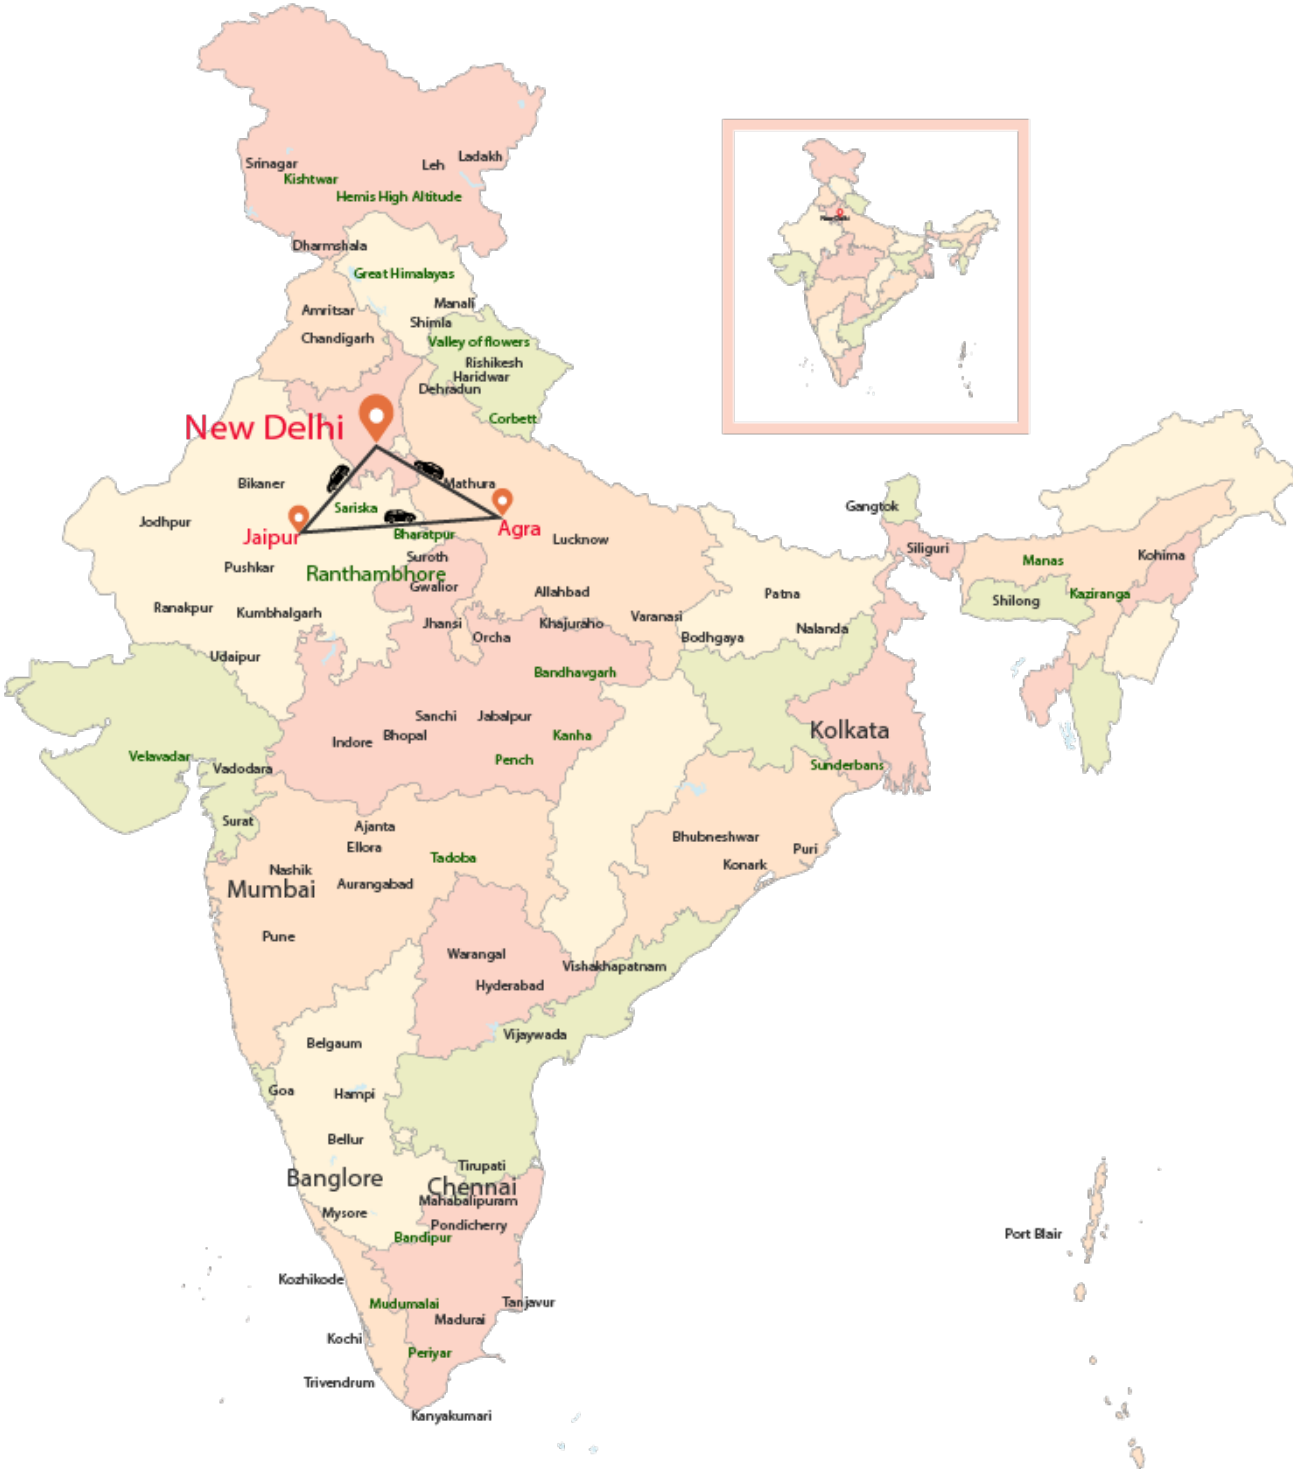 Srinagar
Leh
Ladakh
Kishtwar
Hemis High Altitude
Dharmshala
Great Himalayas
Amritsar
Manali
Shimla
Chandigarh
Valley of flowers
Rishikesh
Haridwar
Dehradun
Corbett
New Delhi
Bikaner
Mathura
Sariska
Jodhpur
Jaipur
Agra
Bharatpur
Lucknow
Gangtok
Siliguri
Suroth
Pushkar
Ranthambhore
Gwalior
Manas
Kohima
Kaziranga
Shilong
Allahbad
Patna
Ranakpur
Kumbhalgarh
Jhansi
Orcha
Khajuraho
Varanasi
Bodhgaya
Nalanda
Udaipur
Bandhavgarh
Sanchi
Jabalpur
Indore
Bhopal
Kanha
Kolkata
Velavadar
Vadodara
Pench
Sunderbans
Surat
Ajanta
Ellora
Tadoba
Bhubneshwar
Puri
Konark
Nashik
Mumbai
Aurangabad
Pune
Warangal
Vishakhapatnam
Hyderabad
Vijaywada
Belgaum
Goa
Hampi
Bellur
Tirupati
Banglore
Chennai
Mahabalipuram
Mysore
Pondicherry
Bandipur
Port Blair
Kozhikode
Mudumalai
Tanjavur
Madurai
Kochi
Periyar
Trivendrum
Kanyakumari
New Delhi